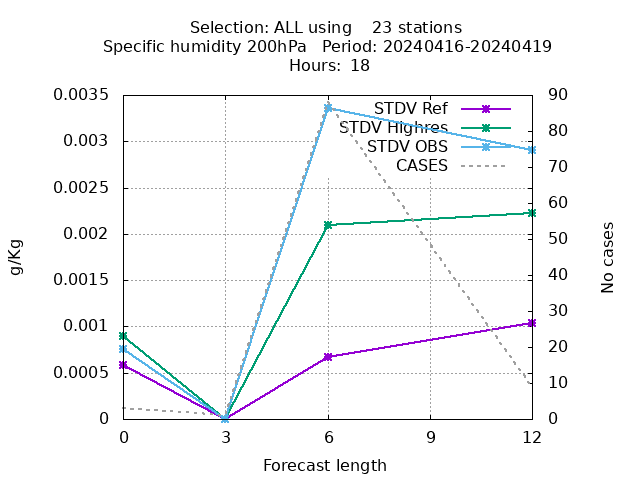 Selection: ALL using    23 stations
Specific humidity 200hPa   Period: 20240416-20240419
Hours: 18
STDV Ref
STDV Highres
STDV OBS
CASES
g/Kg
0.0035
0.003
0.0025
0.002
0.0015
0.001
0.0005
0
No cases
90
80
70
60
50
40
30
20
10
0
0 3 6 9 12
Forecast length